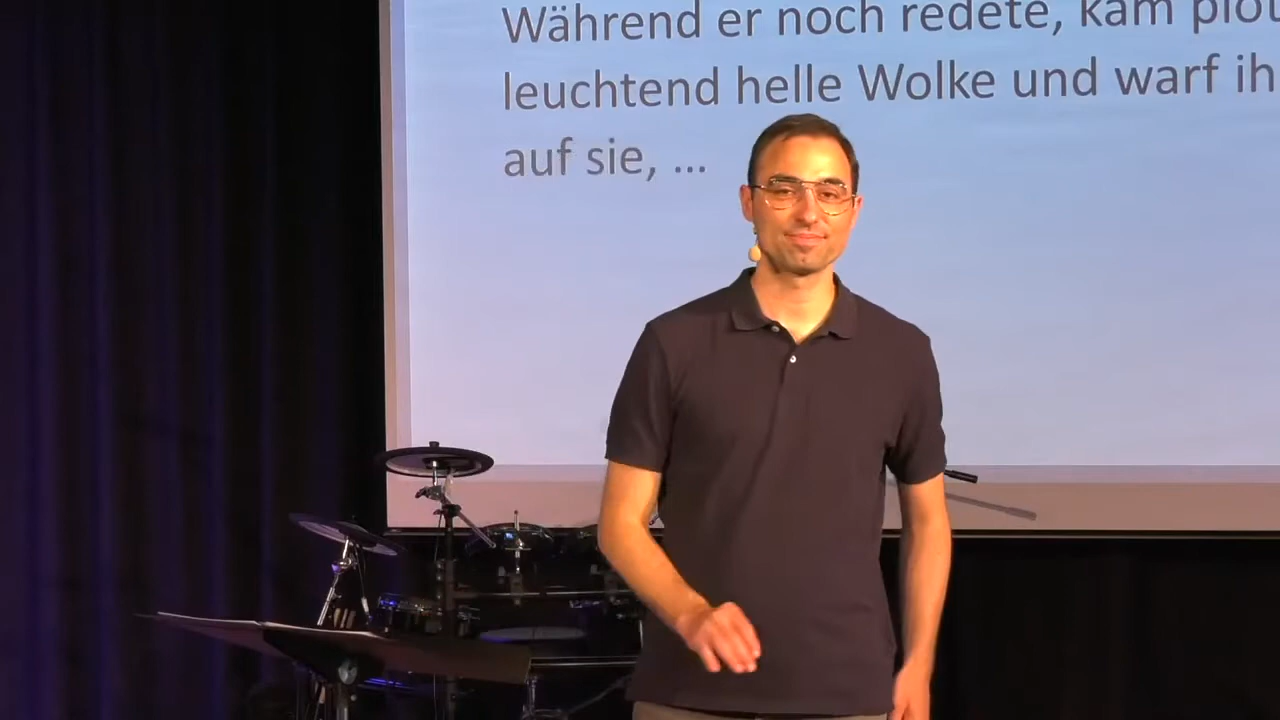 Während er noch redete, kam
leuchtend helle Wolke und warf
auf sie, ...